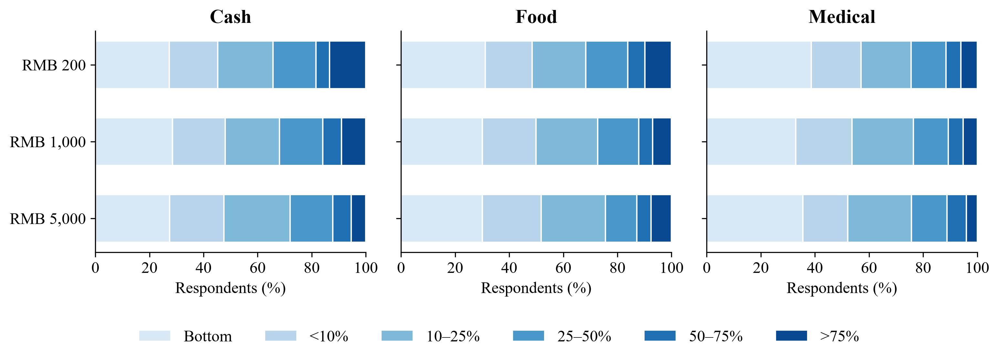 Cash Food Medical
RMB 200
RMB 1,000
RMB 5,000
0 20 40 60 80 100 0 20 40 60 80 100 0 20 40 60 80 100
Respondents (%) Respondents (%) Respondents (%)
Bottom <10% 10–25% 25–50% 50–75% >75%